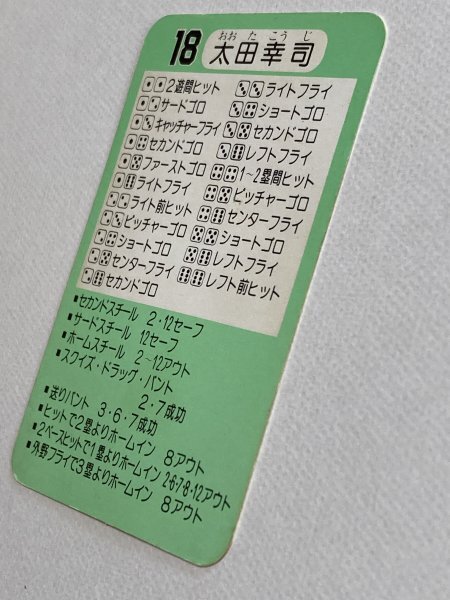 おおたこうじ
18 太田幸司
2遊間ヒット ライトフライ
サードゴロ ショートゴロ
キャッチャーフライ セカンドゴロ
セカンドゴロ レフトフライ
ファーストゴロ 1〜2塁間ヒット
ライトフライ ピッチャーゴロ
ライト前ヒット センターフライ
ピッチャーゴロ ショートゴロ
ショートゴロ レフトフライ
センターフライ レフト前ヒット
セカンドゴロ
▪セカンドスチール 2・12セーフ
▪サードスチール 12セーフ
▪ホームスチール 2〜12アウト
▪スクイズ・ドラッグ・バント
2・7成功
▪送りバント 3・6・7成功
▪ヒットで2塁よりホームイン 8アウト
▪2ベースヒットで1塁よりホームイン 2・6・7・8・12アウト
▪外野フライで3塁よりホームイン 8アウト